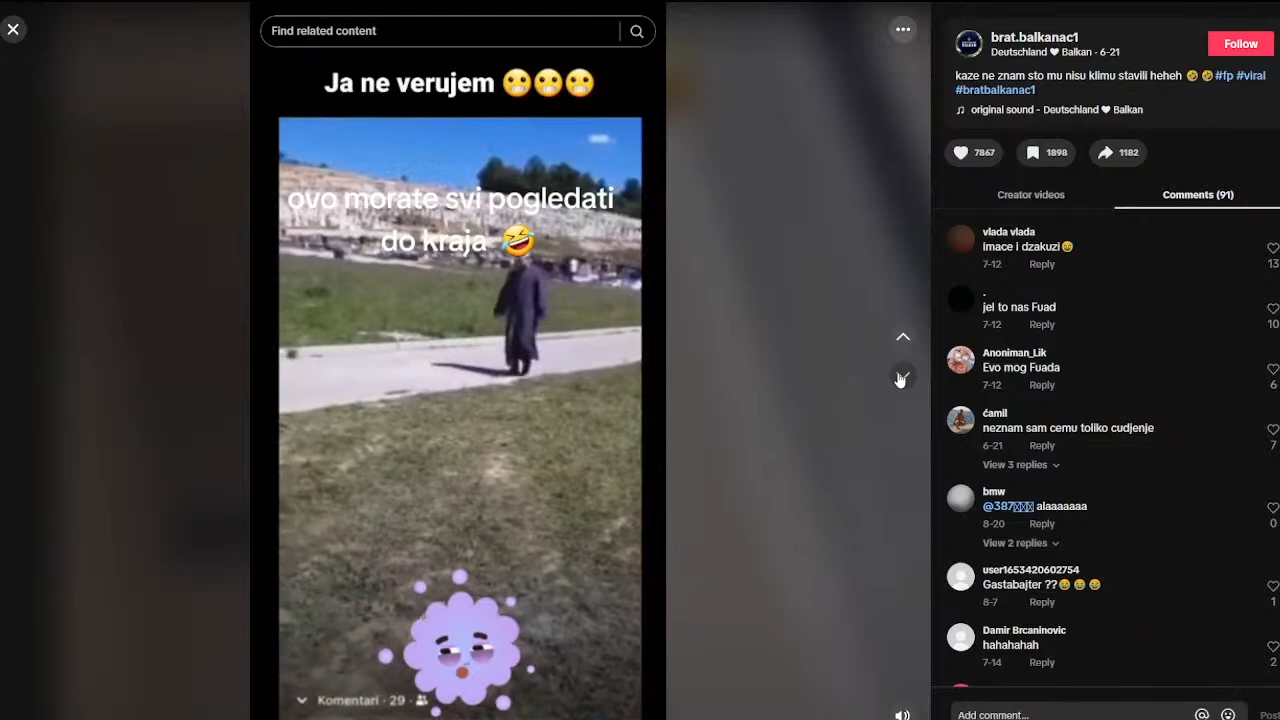 Find related content
Ja ne verujem 😬😬😬
ovo morate svi pogledati
do kraja 🤣
Komentari · 29 ·
brat.balkanac1
Deutschland ♥ Balkan · 6-21
Follow
kaze ne znam sto mu nisu klimu stavili heheh 🤣 🤣#fp #viral
#bratbalkanac1
♫ original sound - Deutschland ♥ Balkan
7867
1898
1182
Creator videos
Comments (91)
vlada vlada
imace i dzakuzi😅
7-12 Reply
13
.
jel to nas Fuad
7-12 Reply
10
Anoniman_Lik
Evo mog Fuada
7-12 Reply
6
ćamil
neznam sam cemu toliko cudjenje
6-21 Reply
7
View 3 replies
bmw
@387 alaaaaaaa
8-20 Reply
0
View 2 replies
user1653420602754
Gastabajter ??😂 😂 😂
8-7 Reply
1
Damir Brcaninovic
hahahahah
7-14 Reply
2
Add comment...
Post